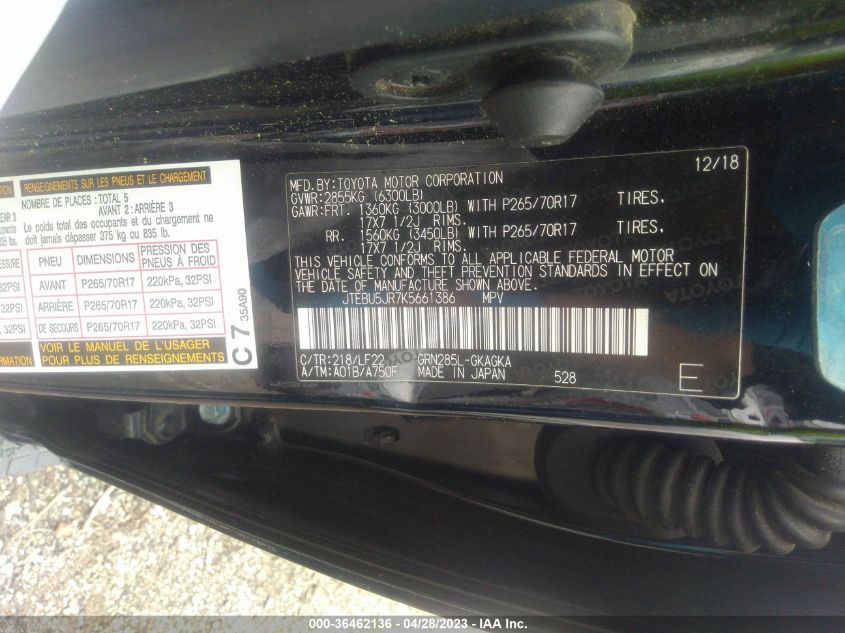 TION
RENSEIGNEMENTS SUR LES PNEUS ET LE CHARGEMENT
NOMBRE DE PLACES: TOTAL 5
AVANT 2: ARRIÈRE 3
Le poids total des occupants et du chargement ne
doit jamais dépasser 375 kg ou 835 lb.
PNEU DIMENSIONS PRESSION DES PNEUS À FROID
AVANT P265/70R17 220kPa, 32PSI
ARRIÈRE P265/70R17 220kPa, 32PSI
DE SECOURS P265/70R17 220kPa, 32PSI
VOIR LE MANUEL DE L'USAGER
POUR PLUS DE RENSEIGNEMENTS
C 7 35A90
12/18
MFD.BY:TOYOTA MOTOR CORPORATION
GVWR:2855KG (6300LB)
GAWR:FRT. 1360KG (3000LB) WITH P265/70R17 TIRES,
17X7 1/2J RIMS.
RR. 1560KG (3450LB) WITH P265/70R17 TIRES,
17X7 1/2J RIMS.
THIS VEHICLE CONFORMS TO ALL APPLICABLE FEDERAL MOTOR
VEHICLE SAFETY AND THEFT PREVENTION STANDARDS IN EFFECT ON
THE DATE OF MANUFACTURE SHOWN ABOVE.
JTEBU5JR7K5661386 MPV
C/TR:218/LF22 GRN285L-GKAGKA
A/TM:A01B/A750F MADE IN JAPAN 528
E
000-36462136 - 04/28/2023 - IAA Inc.